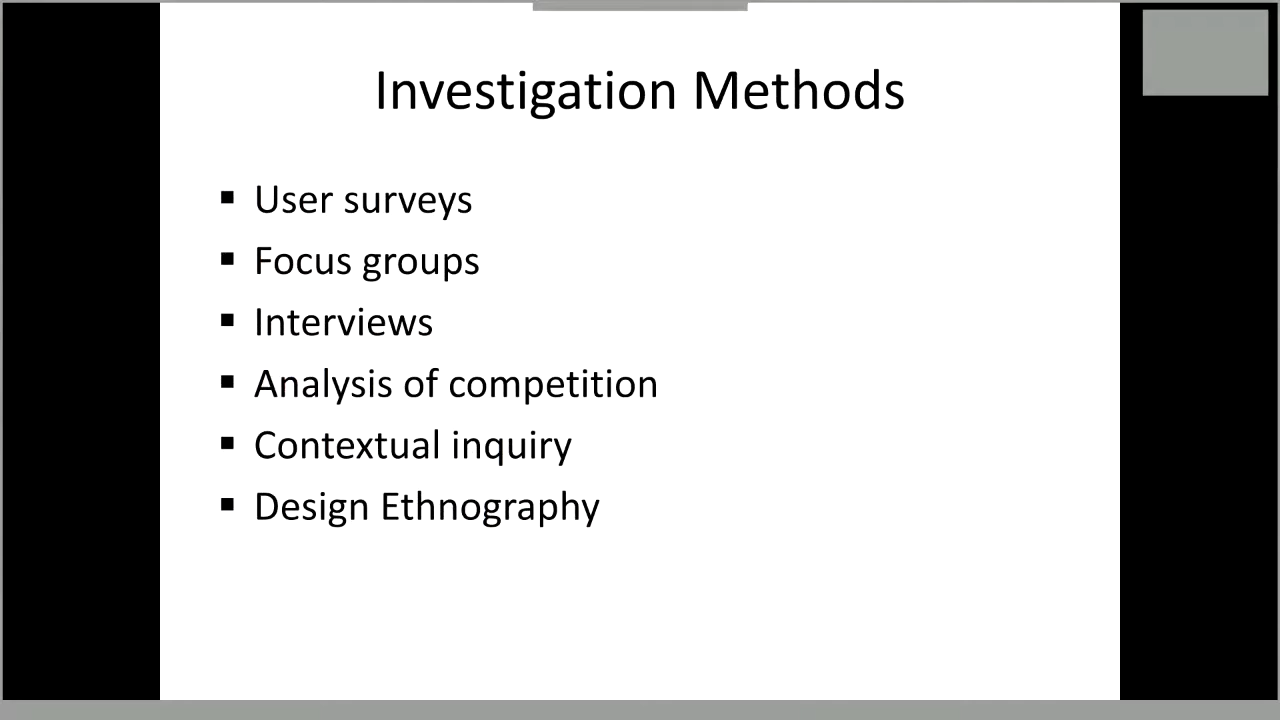 Investigation Methods
▪ User surveys
▪ Focus groups
▪ Interviews
▪ Analysis of competition
▪ Contextual inquiry
▪ Design Ethnography